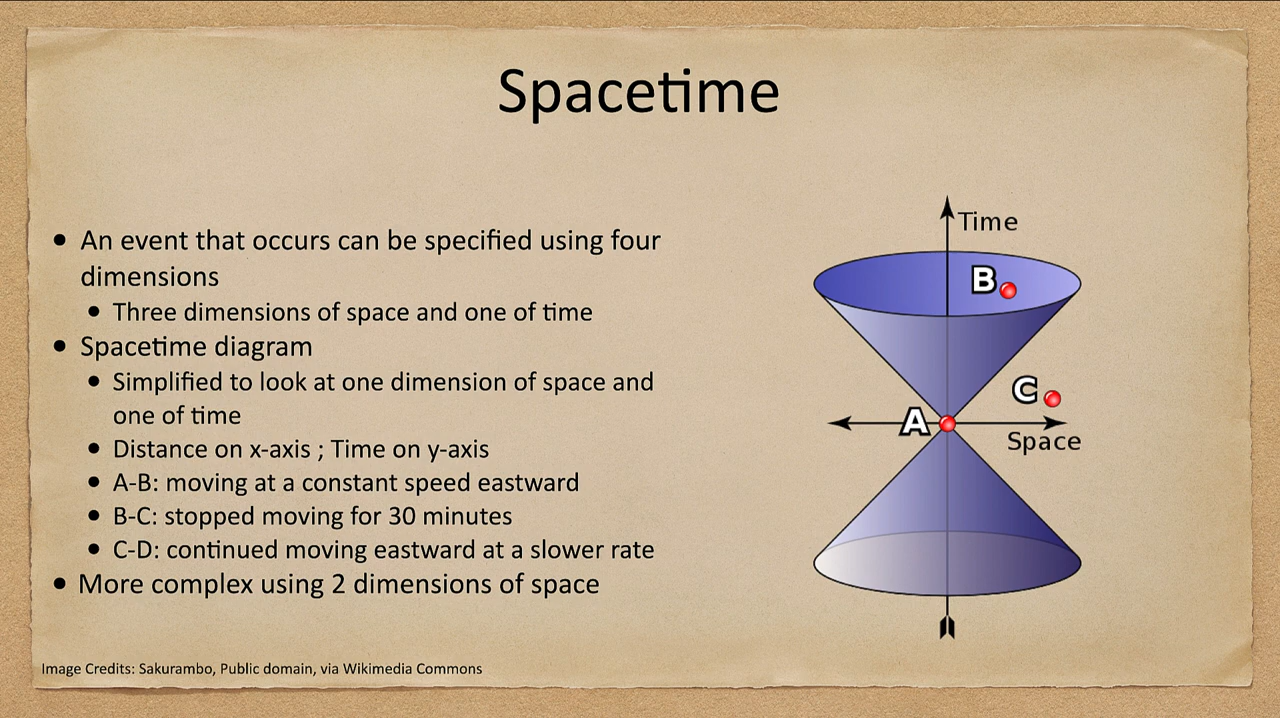 Spacetime
• An event that occurs can be specified using four
dimensions
• Three dimensions of space and one of time
• Spacetime diagram
• Simplified to look at one dimension of space and
one of time
• Distance on x-axis ; Time on y-axis
• A-B: moving at a constant speed eastward
• B-C: stopped moving for 30 minutes
• C-D: continued moving eastward at a slower rate
• More complex using 2 dimensions of space
Time
B
C
A
Space
Image Credits: Sakurambo, Public domain, via Wikimedia Commons